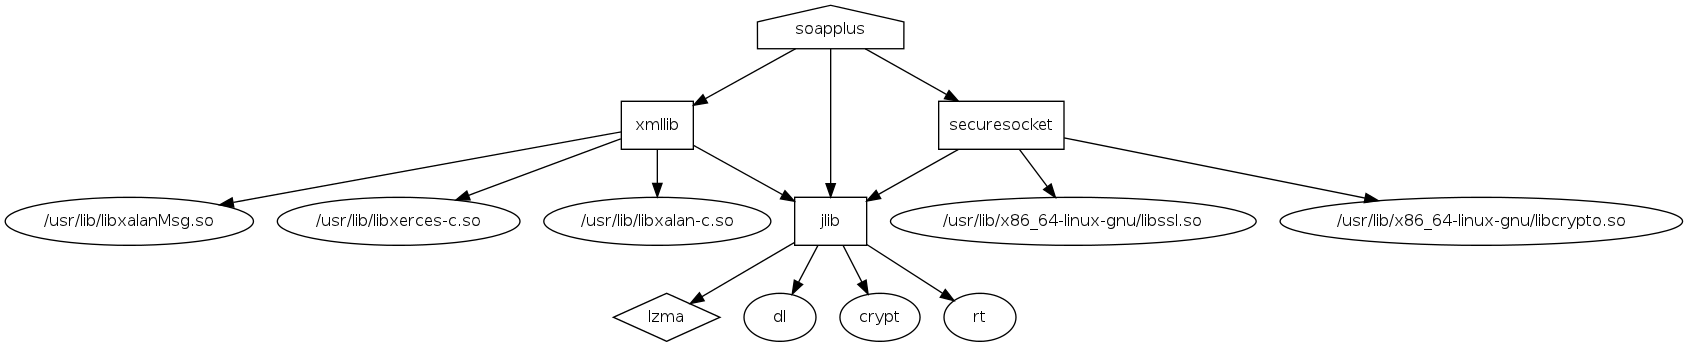 soapplus
xmllib
securesocket
/usr/lib/libxalanMsg.so
/usr/lib/libxerces-c.so
/usr/lib/libxalan-c.so
jlib
/usr/lib/x86_64-linux-gnu/libssl.so
/usr/lib/x86_64-linux-gnu/libcrypto.so
lzma
dl
crypt
rt